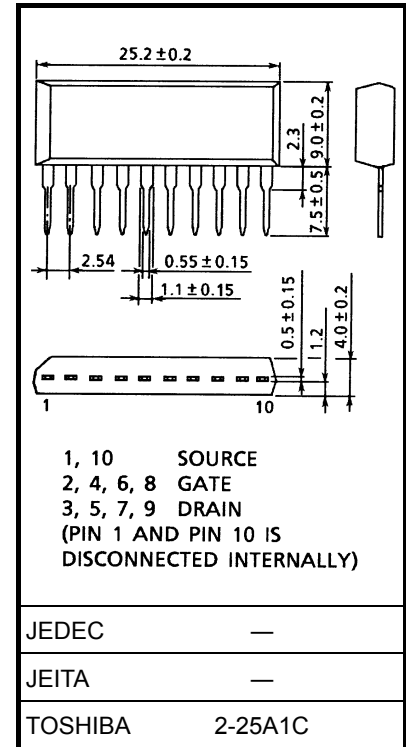 25.2±0.2
2.3
9.0±0.2
7.5±0.5
2.54
0.55±0.15
1.1±0.15
0.5±0.15
1.2
4.0±0.2
1
10
1, 10 SOURCE
2, 4, 6, 8 GATE
3, 5, 7, 9 DRAIN
(PIN 1 AND PIN 10 IS
DISCONNECTED INTERNALLY)
JEDEC —
JEITA —
TOSHIBA 2-25A1C